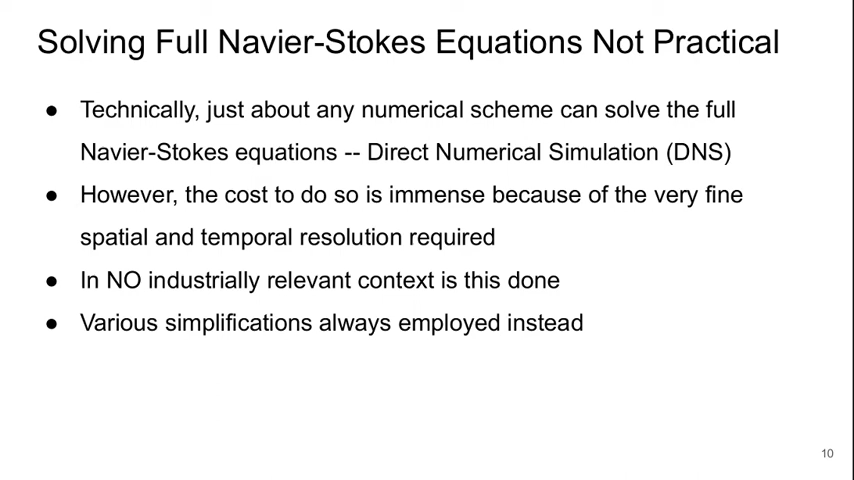 Solving Full Navier-Stokes Equations Not Practical
● Technically, just about any numerical scheme can solve the full
Navier-Stokes equations -- Direct Numerical Simulation (DNS)
● However, the cost to do so is immense because of the very fine
spatial and temporal resolution required
● In NO industrially relevant context is this done
● Various simplifications always employed instead
10